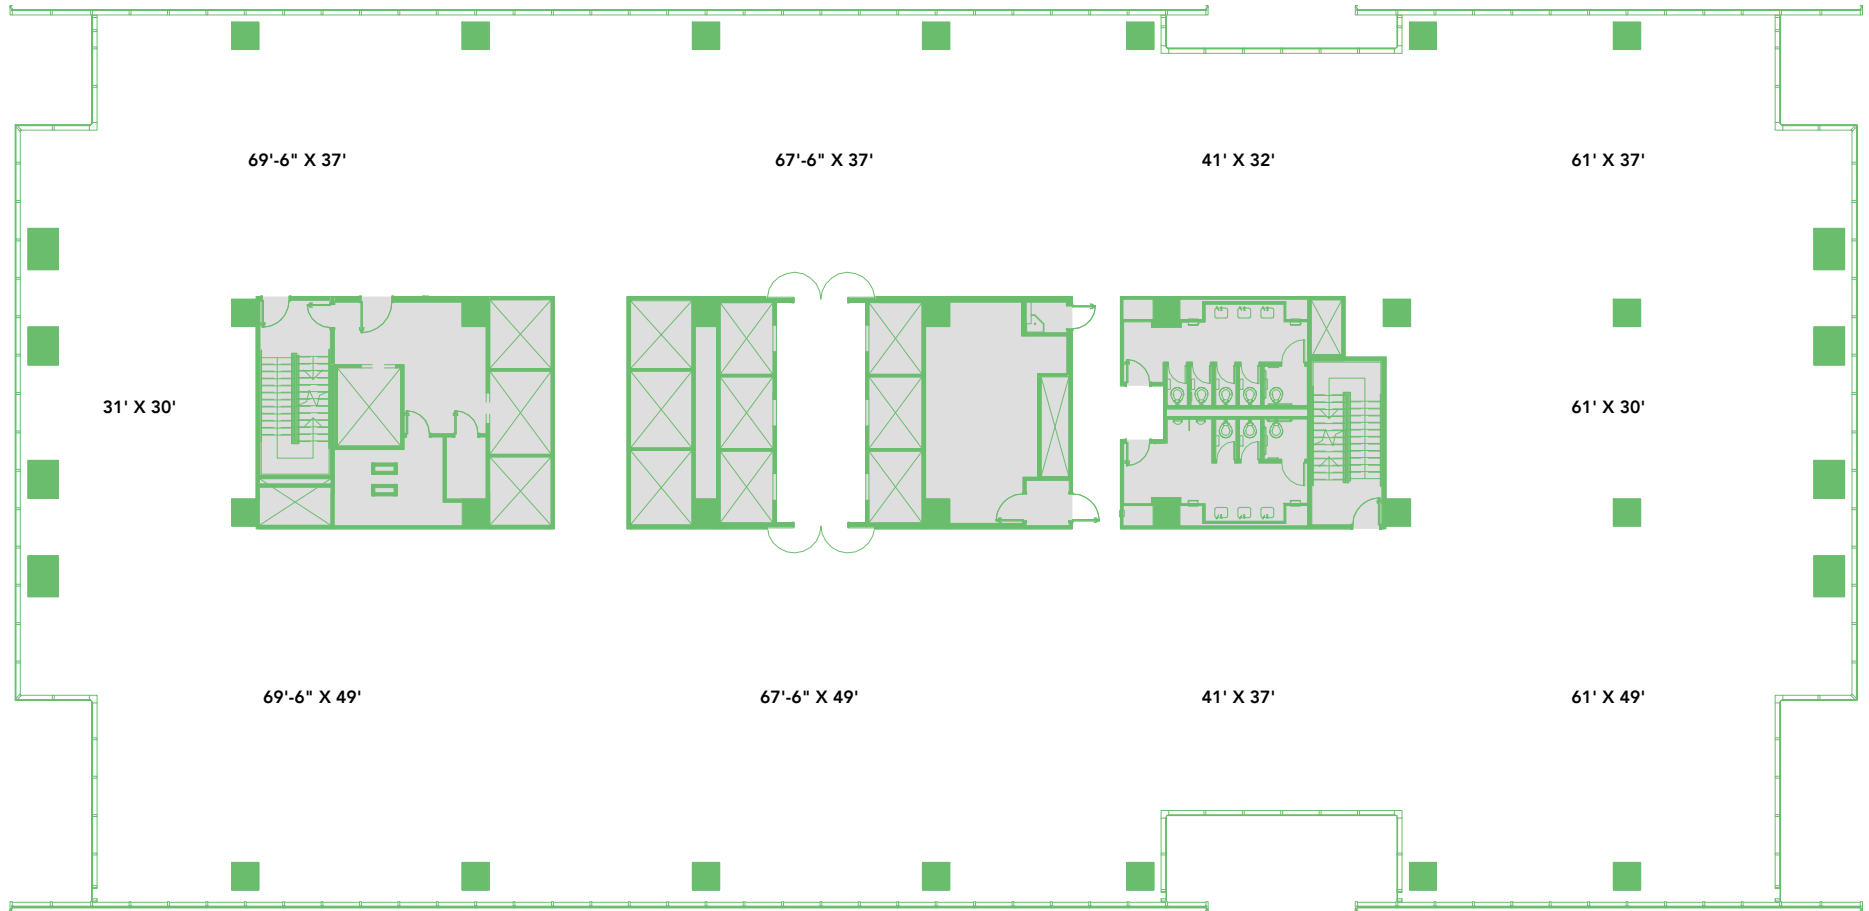 69'-6" X 37'
67'-6" X 37'
41' X 32'
61' X 37'
31' X 30'
61' X 30'
69'-6" X 49'
67'-6" X 49'
41' X 37'
61' X 49'